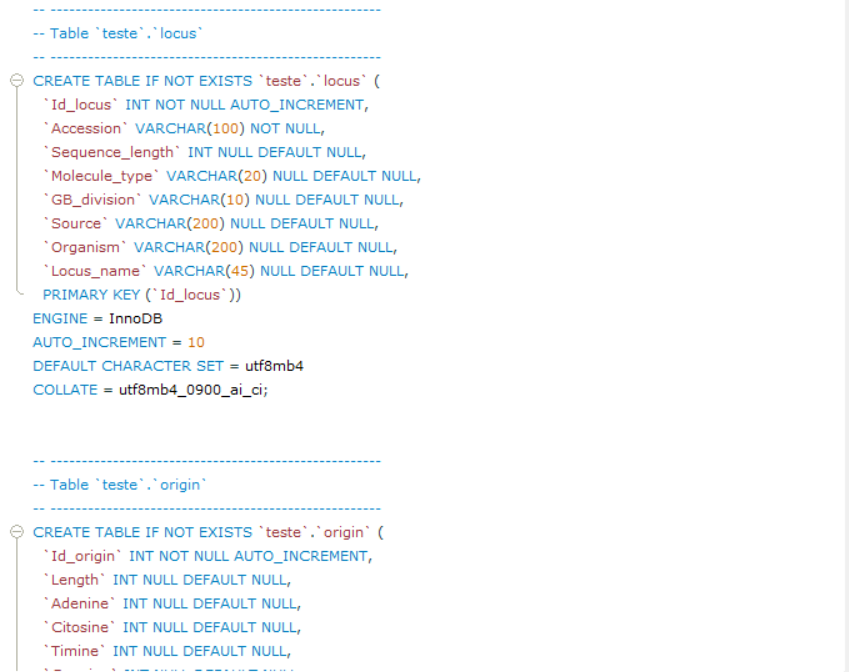 -- -----------------------------------------------------
-- Table `teste`.`locus`
-- -----------------------------------------------------
CREATE TABLE IF NOT EXISTS `teste`.`locus` (
`Id_locus` INT NOT NULL AUTO_INCREMENT,
`Accession` VARCHAR(100) NOT NULL,
`Sequence_length` INT NULL DEFAULT NULL,
`Molecule_type` VARCHAR(20) NULL DEFAULT NULL,
`GB_division` VARCHAR(10) NULL DEFAULT NULL,
`Source` VARCHAR(200) NULL DEFAULT NULL,
`Organism` VARCHAR(200) NULL DEFAULT NULL,
`Locus_name` VARCHAR(45) NULL DEFAULT NULL,
PRIMARY KEY (`Id_locus`))
ENGINE = InnoDB
AUTO_INCREMENT = 10
DEFAULT CHARACTER SET = utf8mb4
COLLATE = utf8mb4_0900_ai_ci;
-- -----------------------------------------------------
-- Table `teste`.`origin`
-- -----------------------------------------------------
CREATE TABLE IF NOT EXISTS `teste`.`origin` (
`Id_origin` INT NOT NULL AUTO_INCREMENT,
`Length` INT NULL DEFAULT NULL,
`Adenine` INT NULL DEFAULT NULL,
`Citosine` INT NULL DEFAULT NULL,
`Timine` INT NULL DEFAULT NULL,